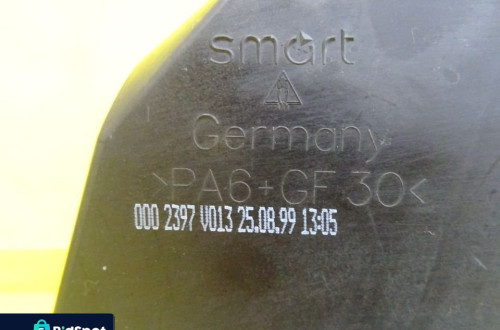 smart
Germany
>PA6+GF 30<
000 2397 V013 25.08.99 13:05
BidSpot